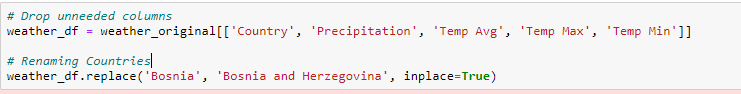 # Drop unneeded columns
weather_df = weather_original[['Country', 'Precipitation', 'Temp Avg', 'Temp Max', 'Temp Min']]
# Renaming Countries
weather_df.replace('Bosnia', 'Bosnia and Herzegovina', inplace=True)